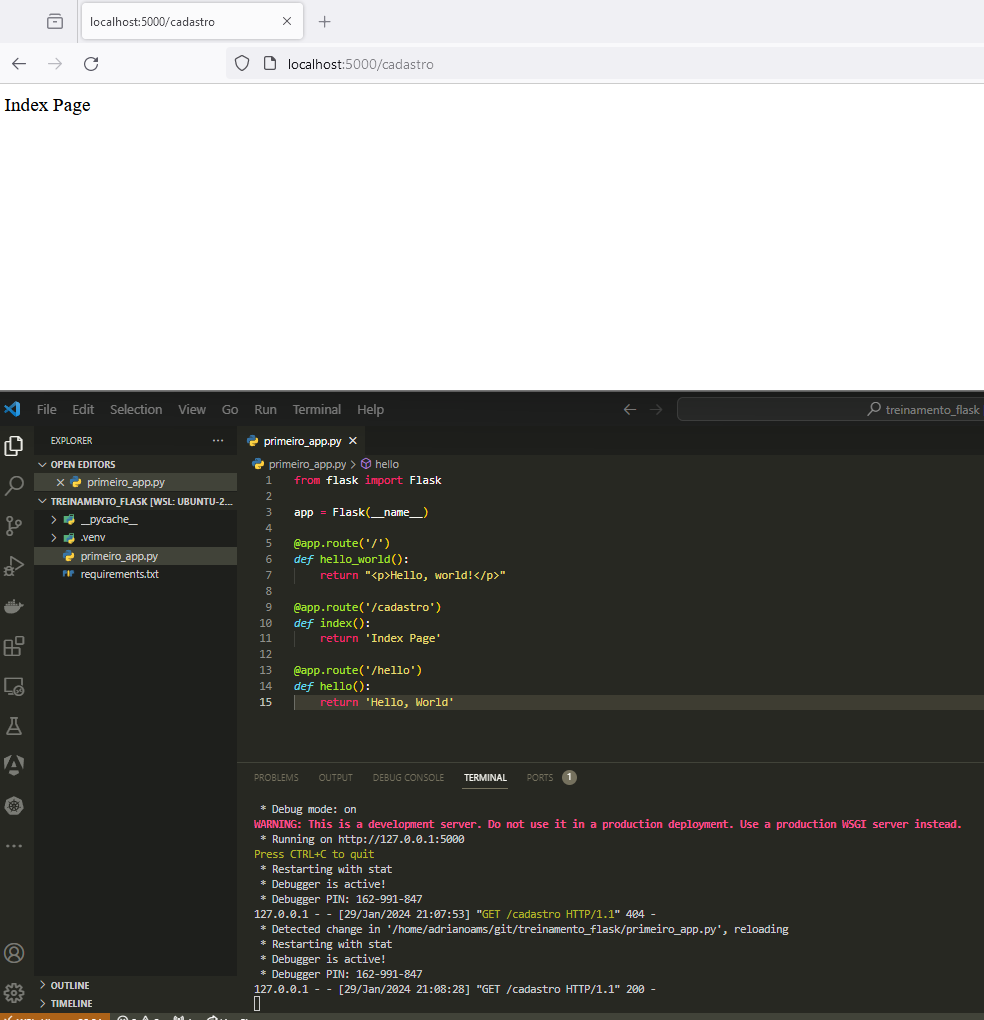 localhost:5000/cadastro
localhost:5000/cadastro
Index Page
File Edit Selection View Go Run Terminal Help
treinamento_flask
EXPLORER
OPEN EDITORS
primeiro_app.py
TREINAMENTO_FLASK [WSL: UBUNTU-2...
__pycache__
.venv
primeiro_app.py
requirements.txt
OUTLINE
TIMELINE
primeiro_app.py
primeiro_app.py > hello
1 from flask import Flask
2
3 app = Flask(__name__)
4
5 @app.route('/')
6 def hello_world():
7 return "<p>Hello, world!</p>"
8
9 @app.route('/cadastro')
10 def index():
11 return 'Index Page'
12
13 @app.route('/hello')
14 def hello():
15 return 'Hello, World'
PROBLEMS OUTPUT DEBUG CONSOLE TERMINAL PORTS 1
* Debug mode: on
WARNING: This is a development server. Do not use it in a production deployment. Use a production WSGI server instead.
* Running on http://127.0.0.1:5000
Press CTRL+C to quit
* Restarting with stat
* Debugger is active!
* Debugger PIN: 162-991-847
127.0.0.1 - - [29/Jan/2024 21:07:53] "GET /cadastro HTTP/1.1" 404 -
* Detected change in '/home/adrianoams/git/treinamento_flask/primeiro_app.py', reloading
* Restarting with stat
* Debugger is active!
* Debugger PIN: 162-991-847
127.0.0.1 - - [29/Jan/2024 21:08:28] "GET /cadastro HTTP/1.1" 200 -